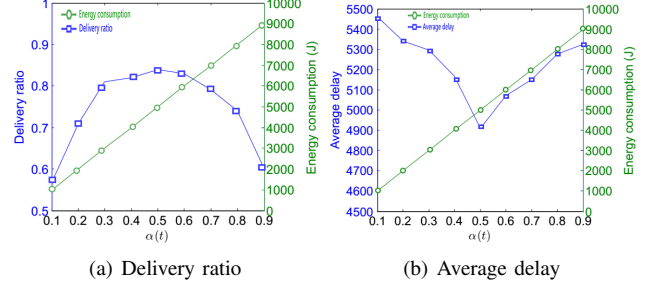 Energy consumption
Delivery ratio
1
0.9
0.8
0.7
0.6
0.5
Delivery ratio
10000
9000
8000
7000
6000
5000
4000
3000
2000
1000
0
Energy consumption (J)
0.1 0.2 0.3 0.4 0.5 0.6 0.7 0.8 0.9
α(t)
(a) Delivery ratio
Energy consumption
Average delay
5500
5400
5300
5200
5100
5000
4900
4800
4700
4600
4500
Average delay
10000
9000
8000
7000
6000
5000
4000
3000
2000
1000
0
Energy consumption (J)
0.1 0.2 0.3 0.4 0.5 0.6 0.7 0.8 0.9
α(t)
(b) Average delay